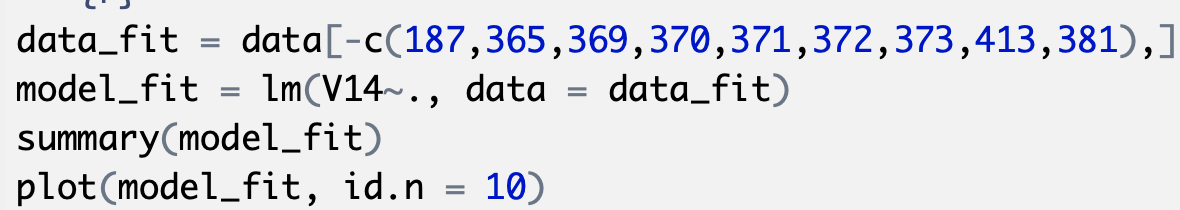 data_fit = data[-c(187,365,369,370,371,372,373,413,381),]
model_fit = lm(V14~., data = data_fit)
summary(model_fit)
plot(model_fit, id.n = 10)